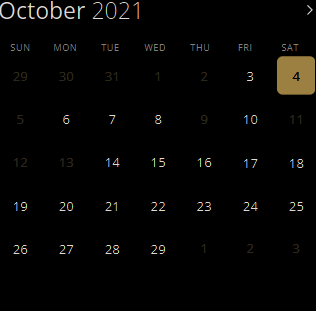 October 2021
SUN MON TUE WED THU FRI SAT
29 30 31 1 2 3 4
5 6 7 8 9 10 11
12 13 14 15 16 17 18
19 20 21 22 23 24 25
26 27 28 29 1 2 3